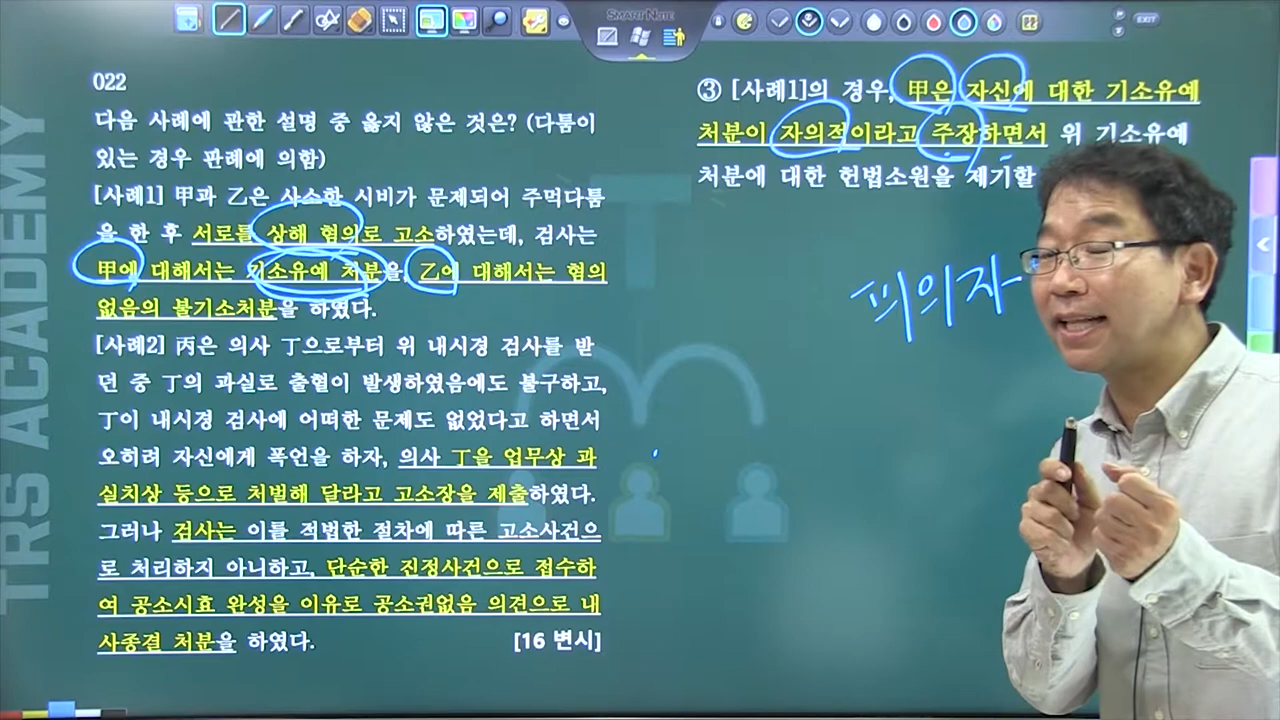 SMART NOTE
EXIT
TRS ACADEMY
022
다음 사례에 관한 설명 중 옳지 않은 것은? (다툼이
있는 경우 판례에 의함)
[사례1] 甲과 乙은 사소한 시비가 문제되어 주먹다툼
을 한 후 서로를 상해 혐의로 고소하였는데, 검사는
甲에 대해서는 기소유예 처분을, 乙에 대해서는 혐의
없음의 불기소처분을 하였다.
[사례2] 丙은 의사 丁으로부터 위 내시경 검사를 받
던 중 丁의 과실로 출혈이 발생하였음에도 불구하고,
丁이 내시경 검사에 어떠한 문제도 없었다고 하면서
오히려 자신에게 폭언을 하자, 의사 丁을 업무상 과
실치상 등으로 처벌해 달라고 고소장을 제출하였다.
그러나 검사는 이를 적법한 절차에 따른 고소사건으
로 처리하지 아니하고, 단순한 진정사건으로 접수하
여 공소시효 완성을 이유로 공소권없음 의견으로 내
사종결 처분을 하였다. [16 변시]
③ [사례1]의 경우, 甲은 자신에 대한 기소유예
처분이 자의적이라고 주장하면서 위 기소유예
처분에 대한 헌법소원을 제기할
피의자